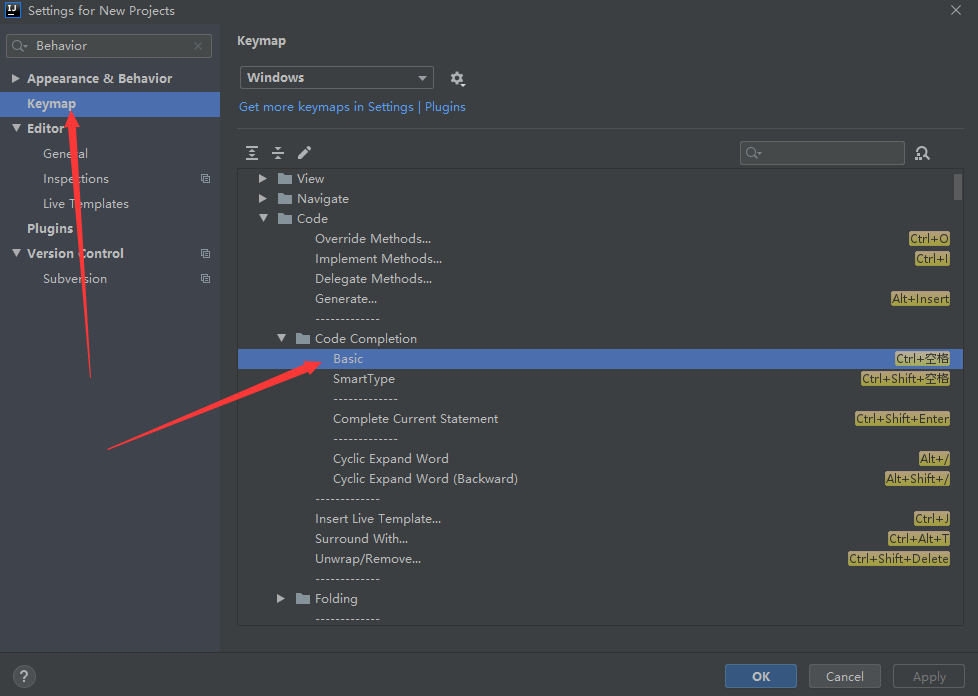 IJ
Settings for New Projects
Behavior
Appearance & Behavior
Keymap
Editor
General
Inspections
Live Templates
Plugins
Version Control
Subversion
Keymap
Windows
Get more keymaps in Settings | Plugins
View
Navigate
Code
Override Methods... Ctrl+O
Implement Methods... Ctrl+I
Delegate Methods...
Generate... Alt+Insert
-------------
Code Completion
Basic Ctrl+空格
SmartType Ctrl+Shift+空格
-------------
Complete Current Statement Ctrl+Shift+Enter
-------------
Cyclic Expand Word Alt+/
Cyclic Expand Word (Backward) Alt+Shift+/
-------------
Insert Live Template... Ctrl+J
Surround With... Ctrl+Alt+T
Unwrap/Remove... Ctrl+Shift+Delete
-------------
Folding
-------------
?
OK
Cancel
Apply